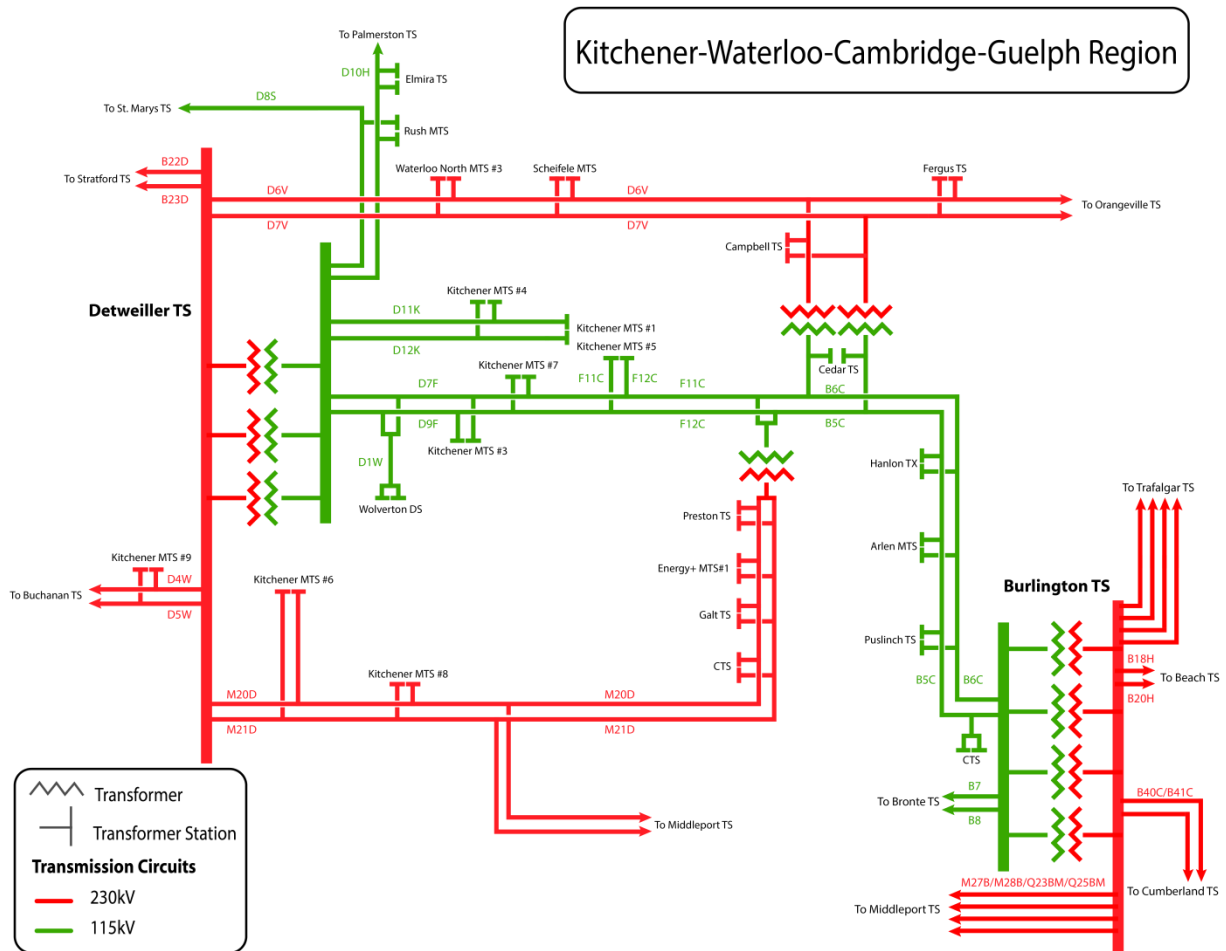 Kitchener-Waterloo-Cambridge-Guelph Region
To Palmerston TS
D10H
Elmira TS
D8S
To St. Marys TS
Rush MTS
B22D
To Stratford TS
B23D
D6V
Waterloo North MTS #3
Scheifele MTS
D6V
Fergus TS
D7V
D7V
To Orangeville TS
Campbell TS
Detweiller TS
Kitchener MTS #4
D11K
Kitchener MTS #1
D12K
Kitchener MTS #5
Kitchener MTS #7
Cedar TS
D7F
F11C
F12C
F11C
B6C
D9F
F12C
B5C
Kitchener MTS #3
D1W
Wolverton DS
Hanlon TX
Preston TS
To Trafalgar TS
Arlen MTS
Kitchener MTS #9
D4W
To Buchanan TS
D5W
Kitchener MTS #6
Energy+ MTS#1
Burlington TS
Galt TS
Puslinch TS
CTS
Kitchener MTS #8
B5C
B6C
B18H
To Beach TS
B20H
M20D
M20D
M21D
M21D
CTS
B7
To Bronte TS
B8
B40C/B41C
To Middleport TS
M27B/M28B/Q23BM/Q25BM
To Cumberland TS
To Middleport TS
Transformer
Transformer Station
Transmission Circuits
230kV
115kV